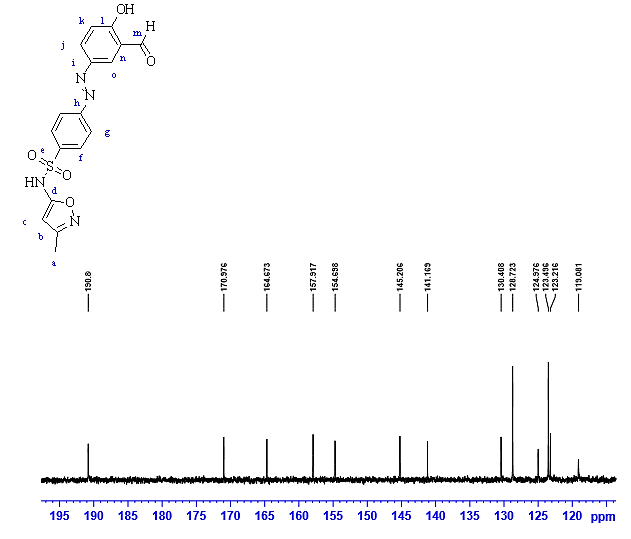 OH
k l m H
j
n O
i o
N
N
h
g
e
O f
S
O
HN d
O
c N
b
a
190.8 170.976 164.673 157.917 154.698 145.206 141.169 130.408 128.723 124.976 123.496 123.216 119.081
195 190 185 180 175 170 165 160 155 150 145 140 135 130 125 120 ppm